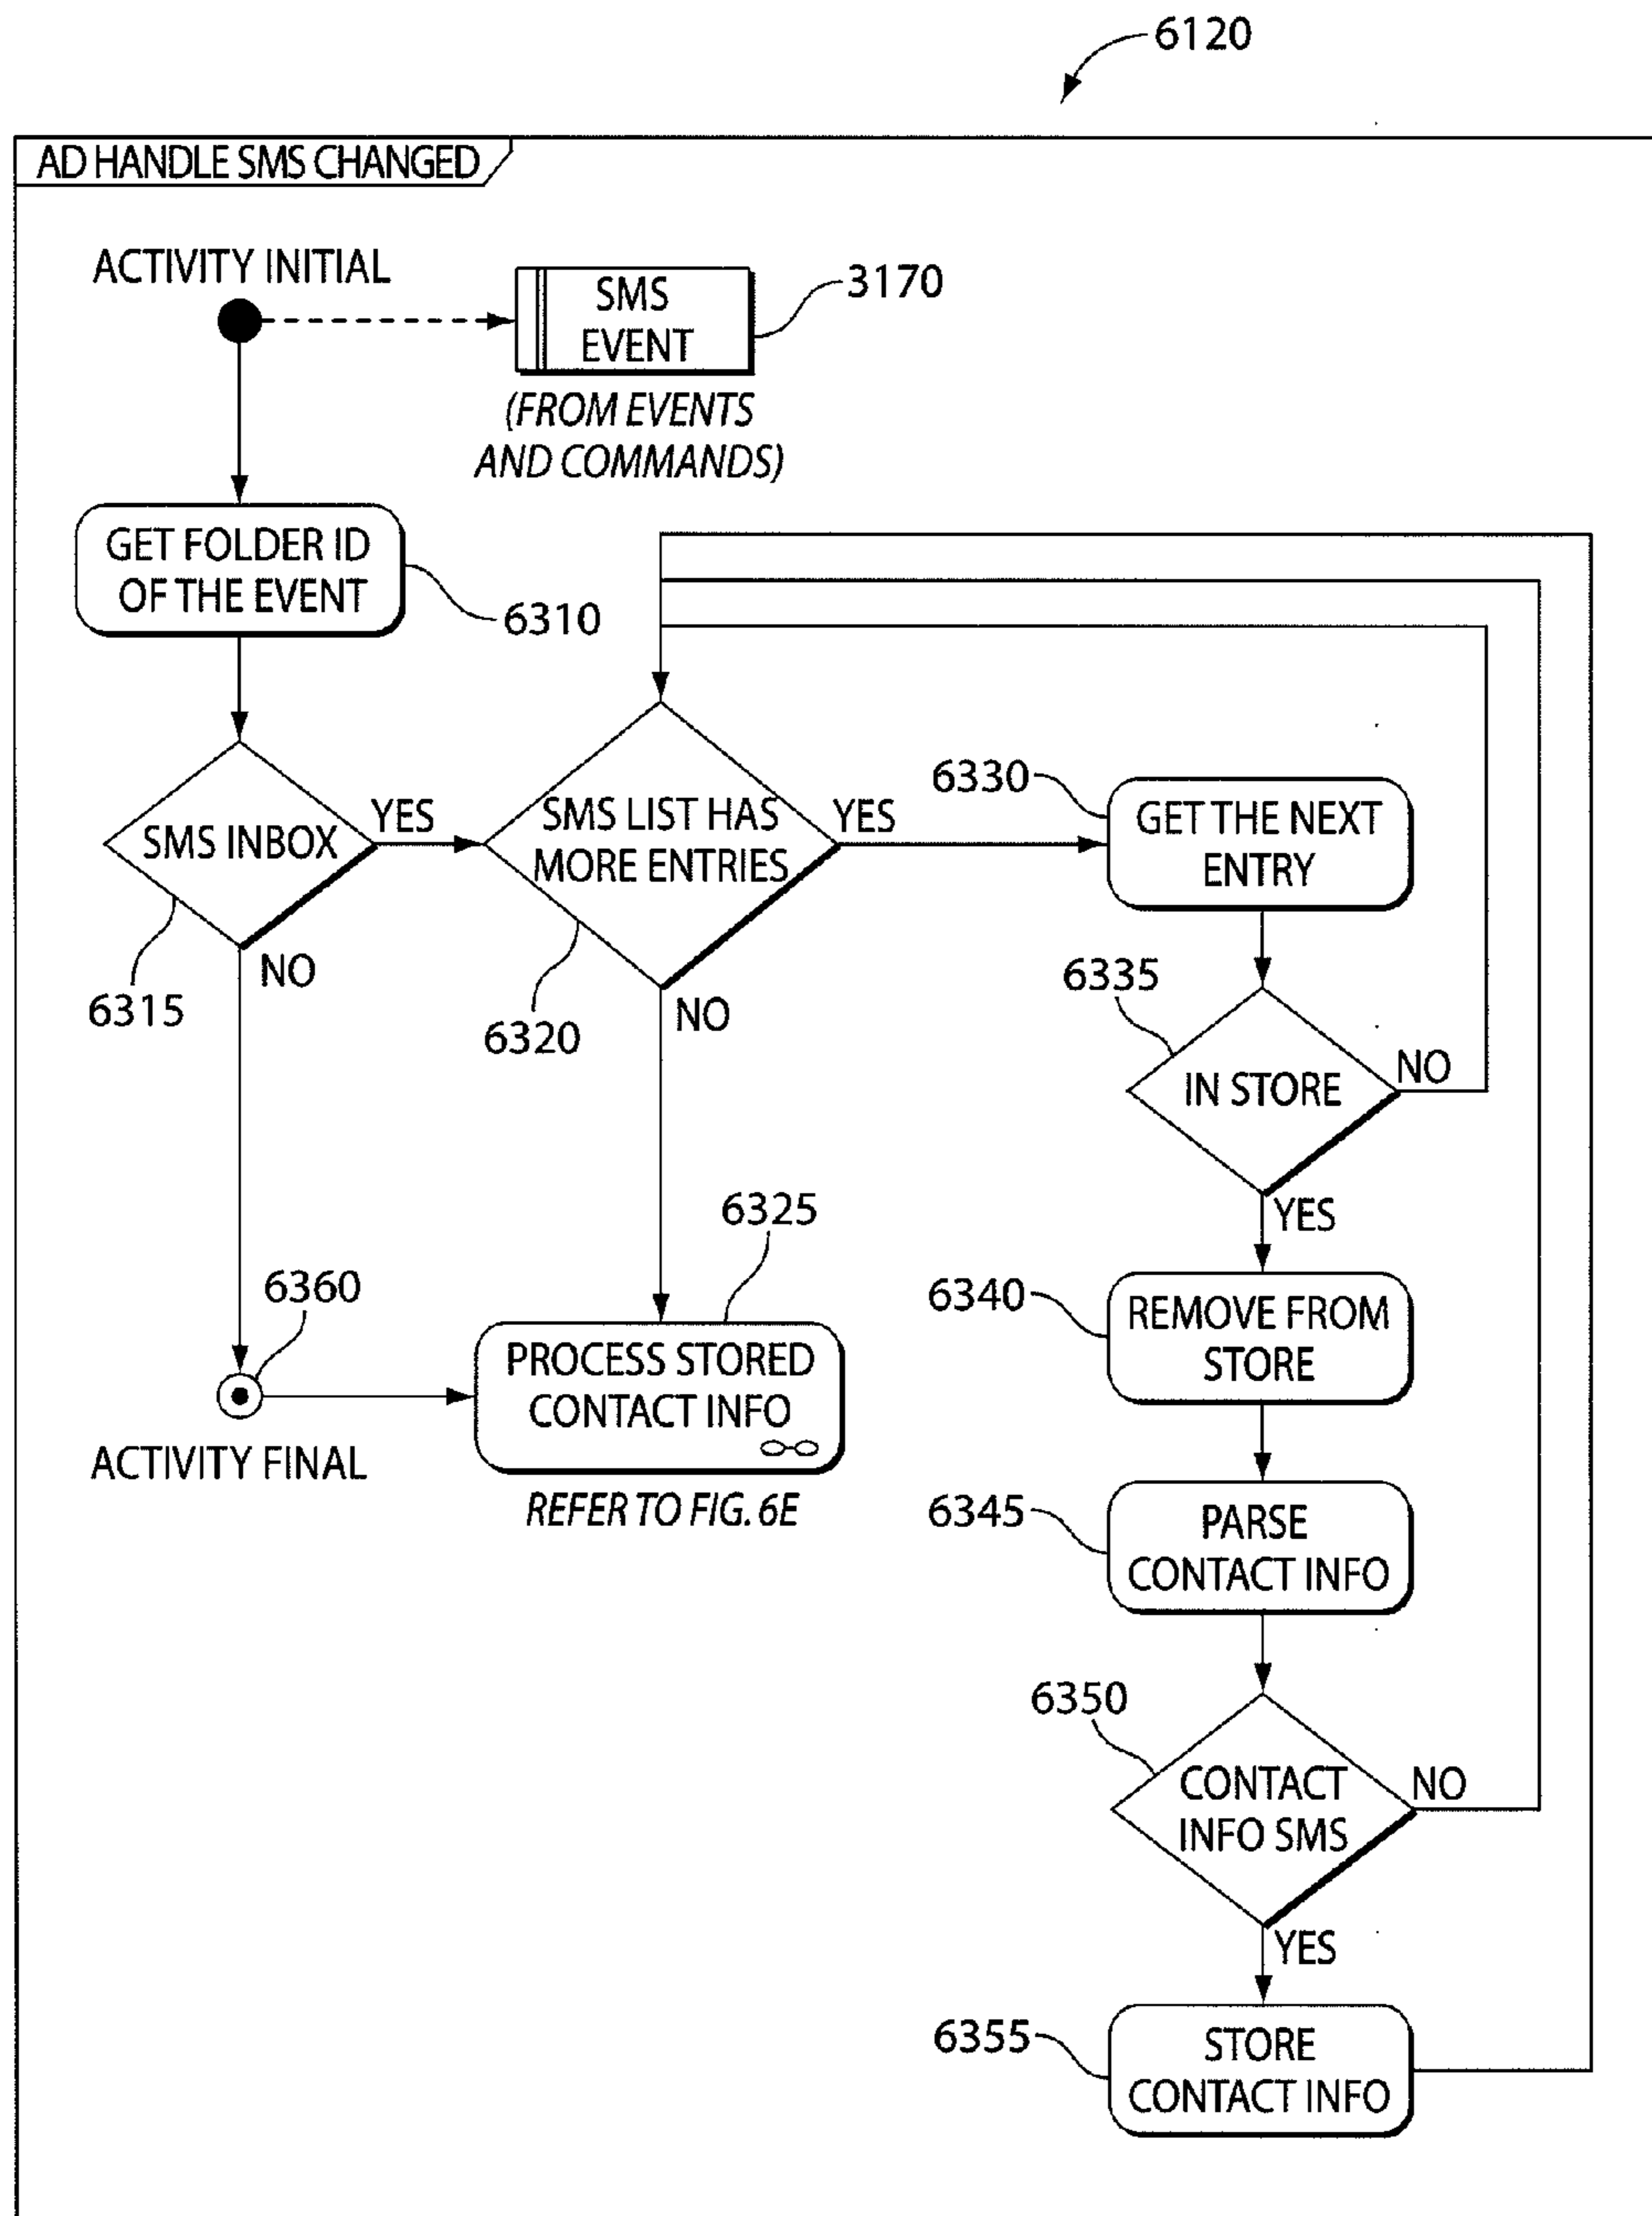 6120
AD HANDLE SMS CHANGED
ACTIVITY INITIAL
SMS
EVENT
3170
(FROM EVENTS
AND COMMANDS)
GET FOLDER ID
OF THE EVENT
6310
SMS INBOX
YES
NO
6315
SMS LIST HAS
MORE ENTRIES
YES
NO
6320
6330
GET THE NEXT
ENTRY
6335
IN STORE
NO
YES
6325
6360
ACTIVITY FINAL
PROCESS STORED
CONTACT INFO
REFER TO FIG. 6E
6340
REMOVE FROM
STORE
6345
PARSE
CONTACT INFO
6350
CONTACT
INFO SMS
NO
YES
6355
STORE
CONTACT INFO